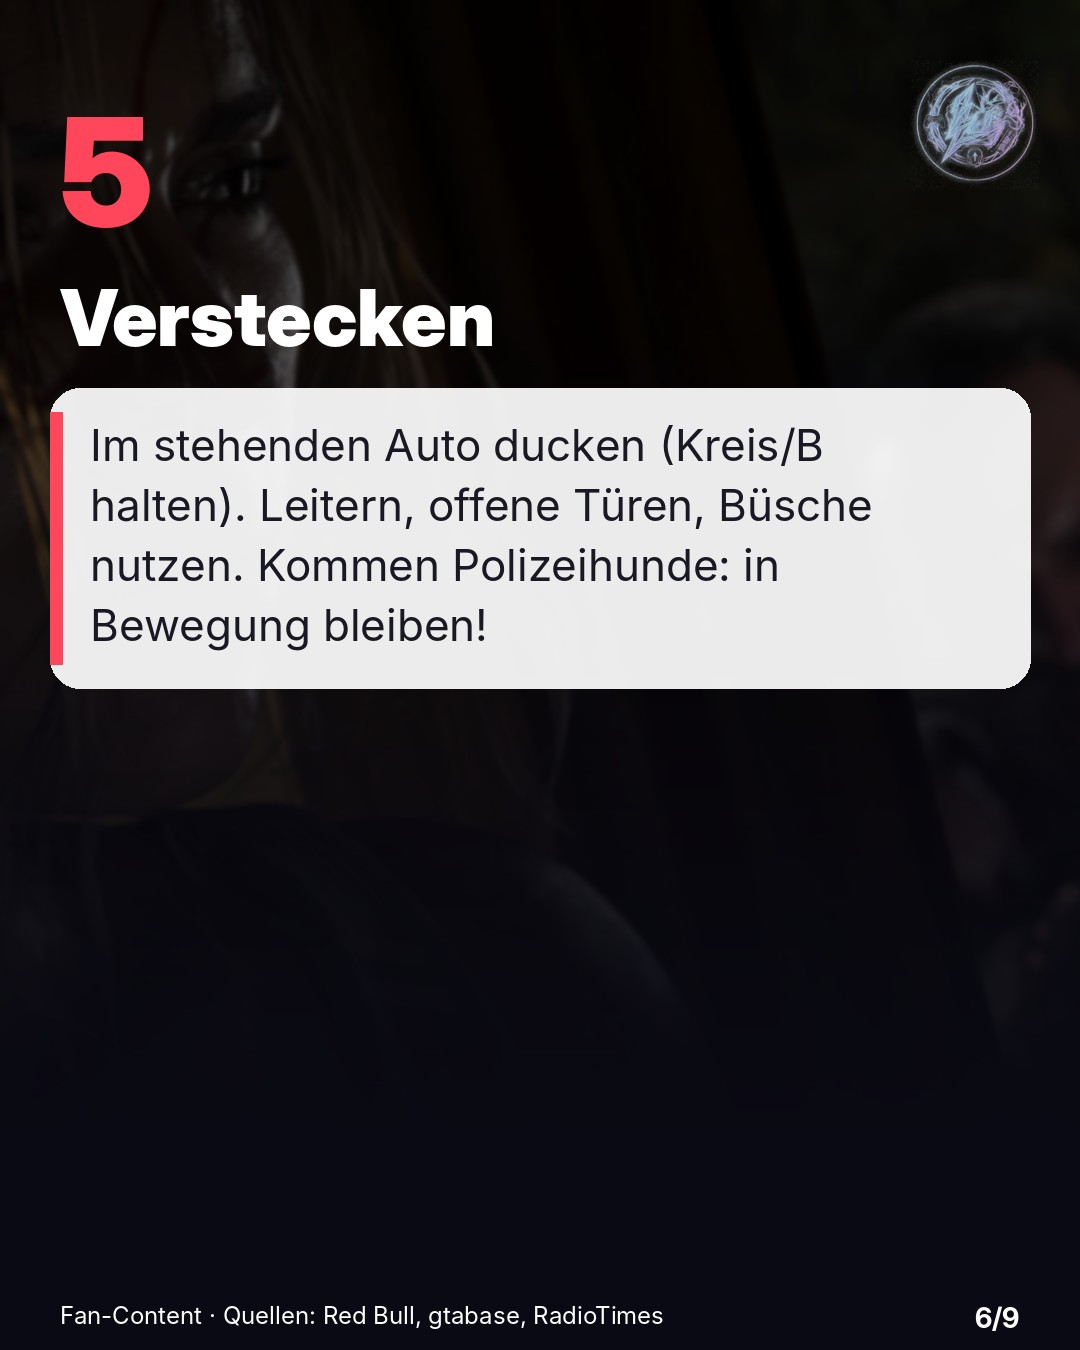 5
Verstecken
Im stehenden Auto ducken (Kreis/B
halten). Leitern, offene Türen, Büsche
nutzen. Kommen Polizeihunde: in
Bewegung bleiben!
Fan-Content · Quellen: Red Bull, gtabase, RadioTimes
6/9